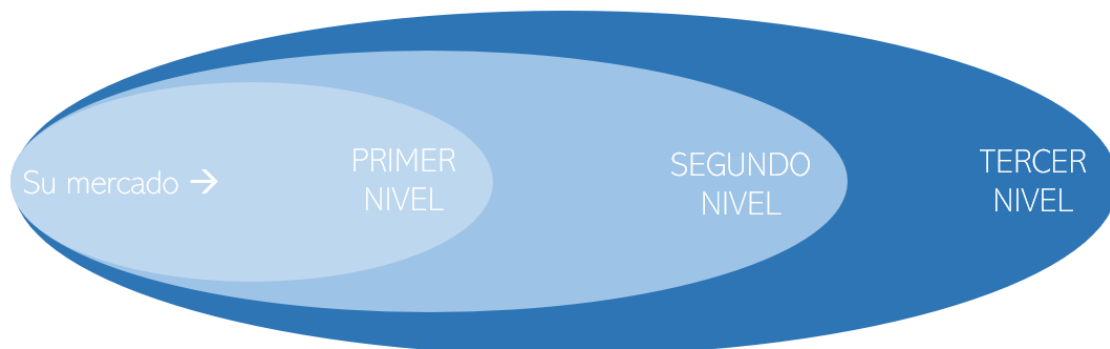 Su mercado →
PRIMER
NIVEL
SEGUNDO
NIVEL
TERCER
NIVEL